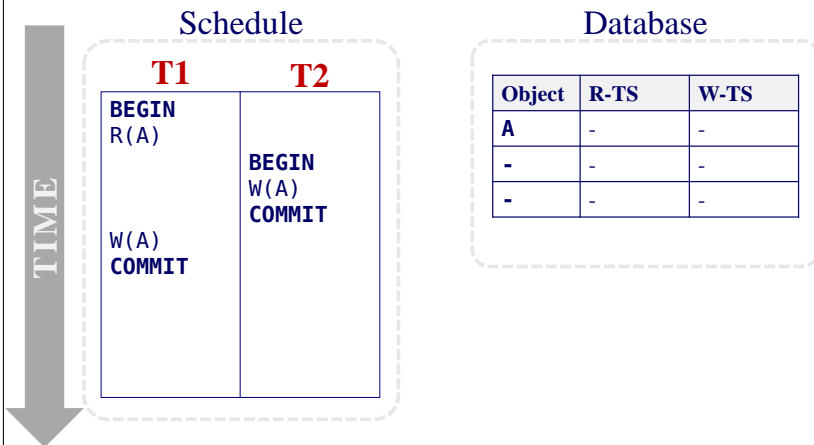 Schedule
T1 T2
BEGIN
R(A)
BEGIN
W(A)
COMMIT
W(A)
COMMIT
TIME
Database
Object R-TS W-TS
A - -
- - -
- - -